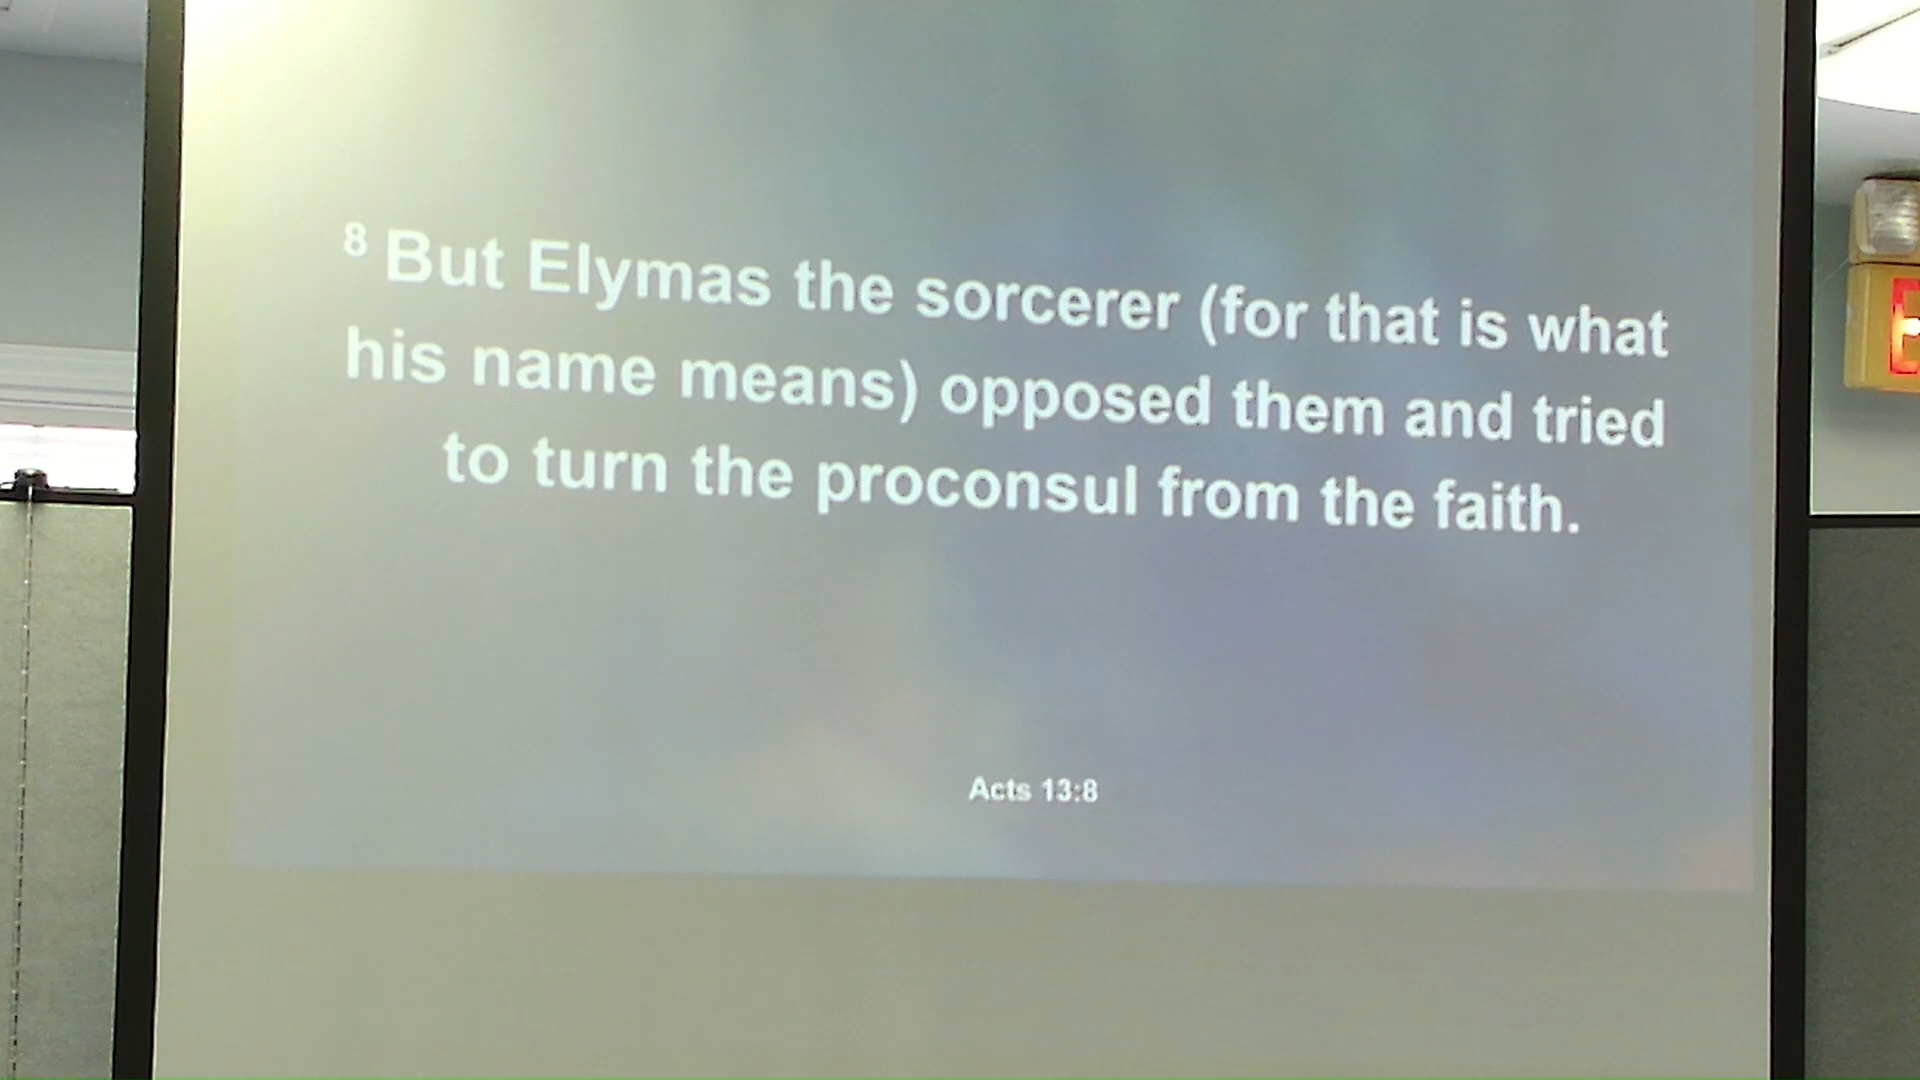 8 But Elymas the sorcerer (for that is what
his name means) opposed them and tried
to turn the proconsul from the faith.
Acts 13:8